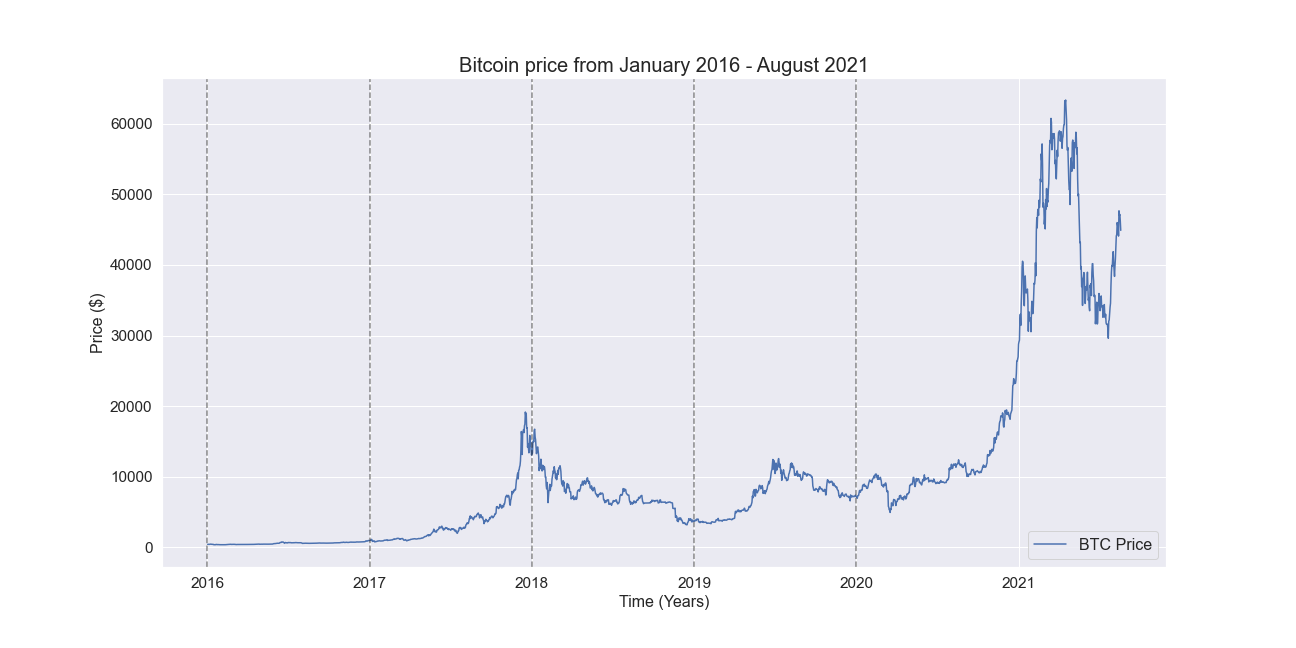 Bitcoin price from January 2016 - August 2021
Price ($)
60000
50000
40000
30000
20000
10000
0
BTC Price
2016 2017 2018 2019 2020 2021
Time (Years)